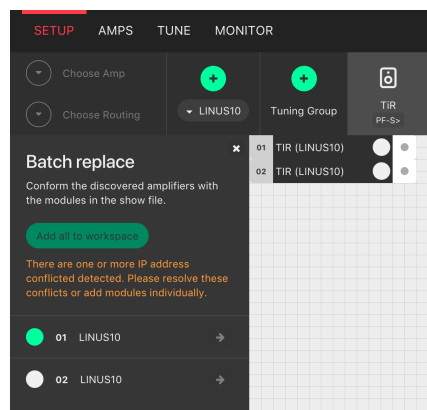 SETUP AMPS TUNE MONITOR
Choose Amp
Choose Routing
LINUS10
Tuning Group
TiR
PF-S>
Batch replace
Conform the discovered amplifiers with
the modules in the show file.
Add all to workspace
There are one or more IP address
conflicted detected. Please resolve these
conflicts or add modules individually.
01 LINUS10
02 LINUS10
01 TIR (LINUS10)
02 TIR (LINUS10)